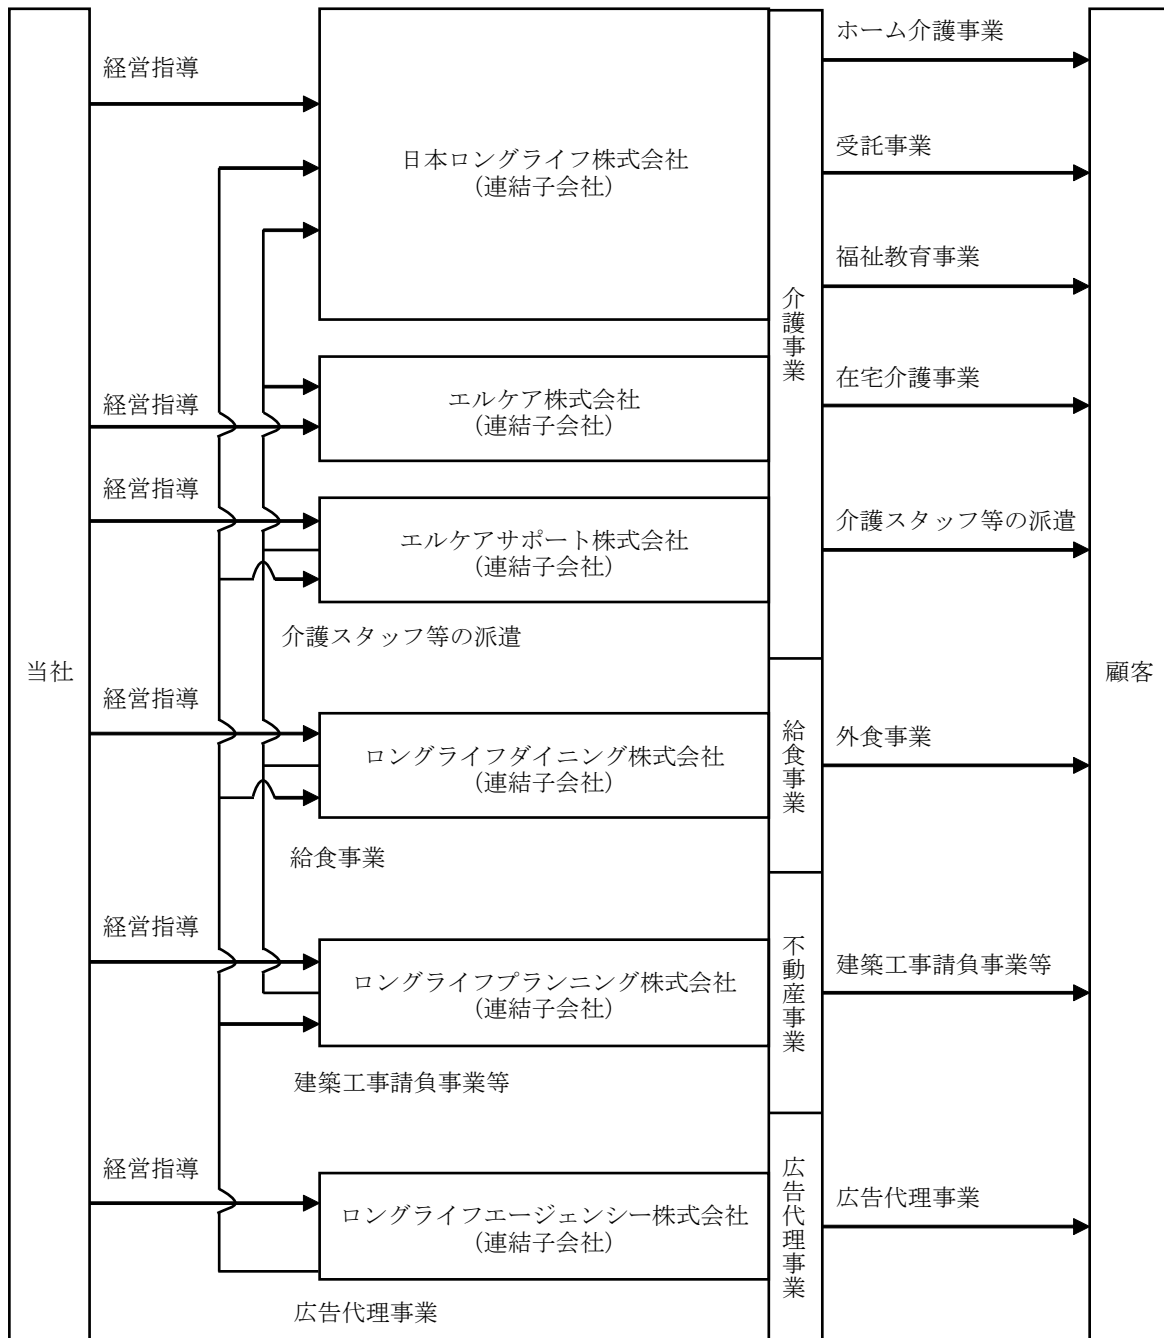 ホーム介護事業
経営指導
受託事業
日本ロングライフ株式会社
(連結子会社)
福祉教育事業
介護事業
在宅介護事業
経営指導
エルケア株式会社
(連結子会社)
経営指導
介護スタッフ等の派遣
エルケアサポート株式会社
(連結子会社)
介護スタッフ等の派遣
当社
顧客
経営指導
給食事業
外食事業
ロングライフダイニング株式会社
(連結子会社)
給食事業
経営指導
不動産事業
建築工事請負事業等
ロングライフプランニング株式会社
(連結子会社)
建築工事請負事業等
経営指導
広告代理事業
広告代理事業
ロングライフエージェンシー株式会社
(連結子会社)
広告代理事業